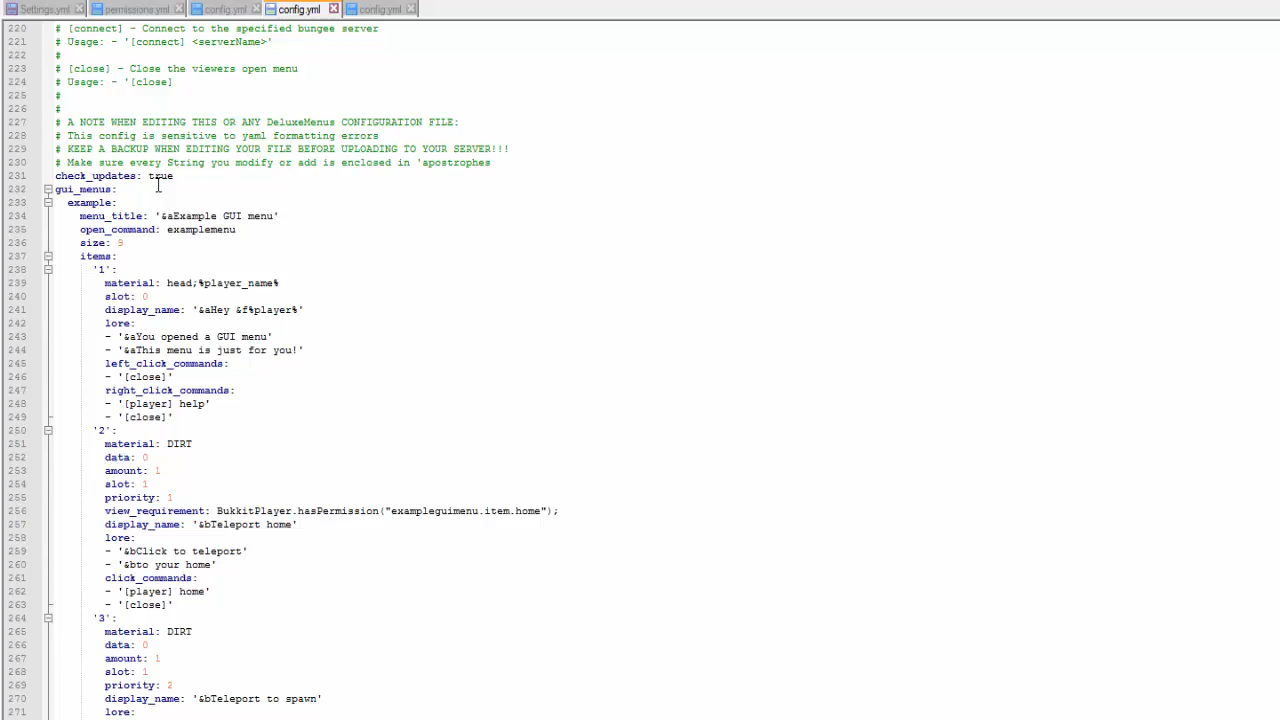 Settings.yml permissions.yml config.yml config.yml config.yml
220 # [connect] - Connect to the specified bungee server
221 # Usage: - '[connect] <serverName>'
222 #
223 # [close] - Close the viewers open menu
224 # Usage: - '[close]
225 #
226 #
227 # A NOTE WHEN EDITING THIS OR ANY DeluxeMenus CONFIGURATION FILE:
228 # This config is sensitive to yaml formatting errors
229 # KEEP A BACKUP WHEN EDITING YOUR FILE BEFORE UPLOADING TO YOUR SERVER!!!
230 # Make sure every String you modify or add is enclosed in 'apostrophes
231 check_updates: true
232 gui_menus:
233 example:
234 menu_title: '&aExample GUI menu'
235 open_command: examplemenu
236 size: 9
237 items:
238 '1':
239 material: head;%player_name%
240 slot: 0
241 display_name: '&aHey &f%player%'
242 lore:
243 - '&aYou opened a GUI menu'
244 - '&aThis menu is just for you!'
245 left_click_commands:
246 - '[close]'
247 right_click_commands:
248 - '[player] help'
249 - '[close]'
250 '2':
251 material: DIRT
252 data: 0
253 amount: 1
254 slot: 1
255 priority: 1
256 view_requirement: BukkitPlayer.hasPermission("exampleguimenu.item.home");
257 display_name: '&bTeleport home'
258 lore:
259 - '&bClick to teleport'
260 - '&bto your home'
261 click_commands:
262 - '[player] home'
263 - '[close]'
264 '3':
265 material: DIRT
266 data: 0
267 amount: 1
268 slot: 1
269 priority: 2
270 display_name: '&bTeleport to spawn'
271 lore: